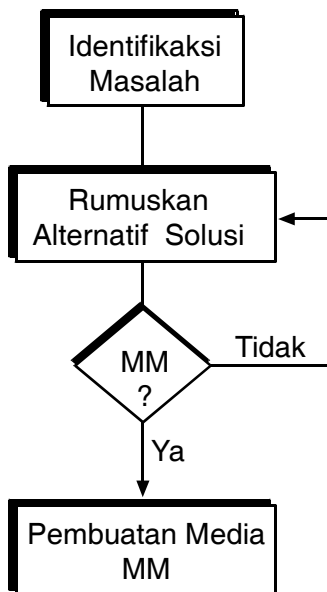 Identifikaksi
Masalah
Rumuskan
Alternatif Solusi
MM
?
Tidak
Ya
Pembuatan Media
MM